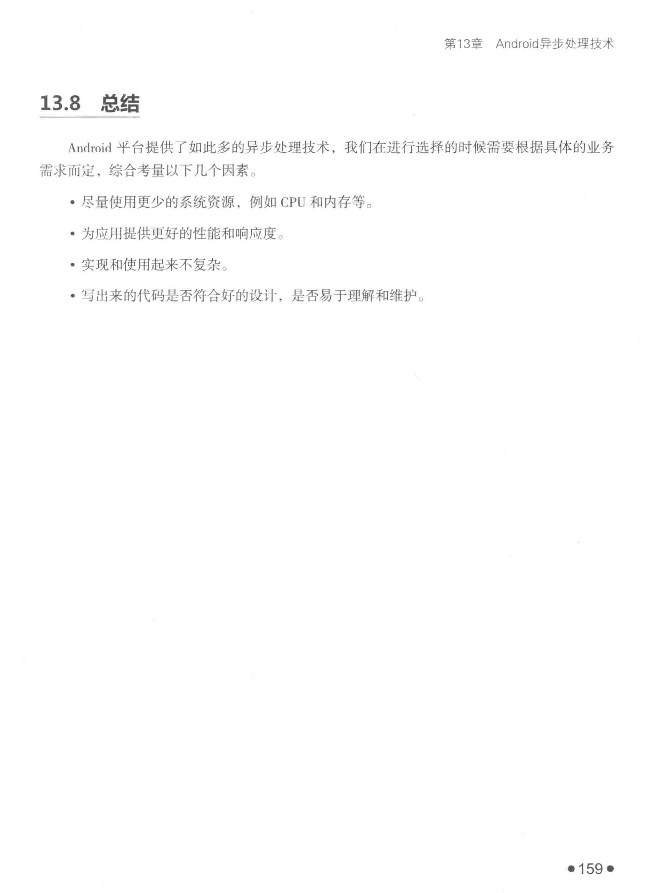 第13章 Android异步处理技术
13.8 总结
Android 平台提供了如此多的异步处理技术，我们在进行选择的时候需要根据具体的业务
需求而定，综合考量以下几个因素。
• 尽量使用更少的系统资源，例如 CPU 和内存等。
• 为应用提供更好的性能和响应度。
• 实现和使用起来不复杂。
• 写出来的代码是否符合好的设计，是否易于理解和维护。
●159●